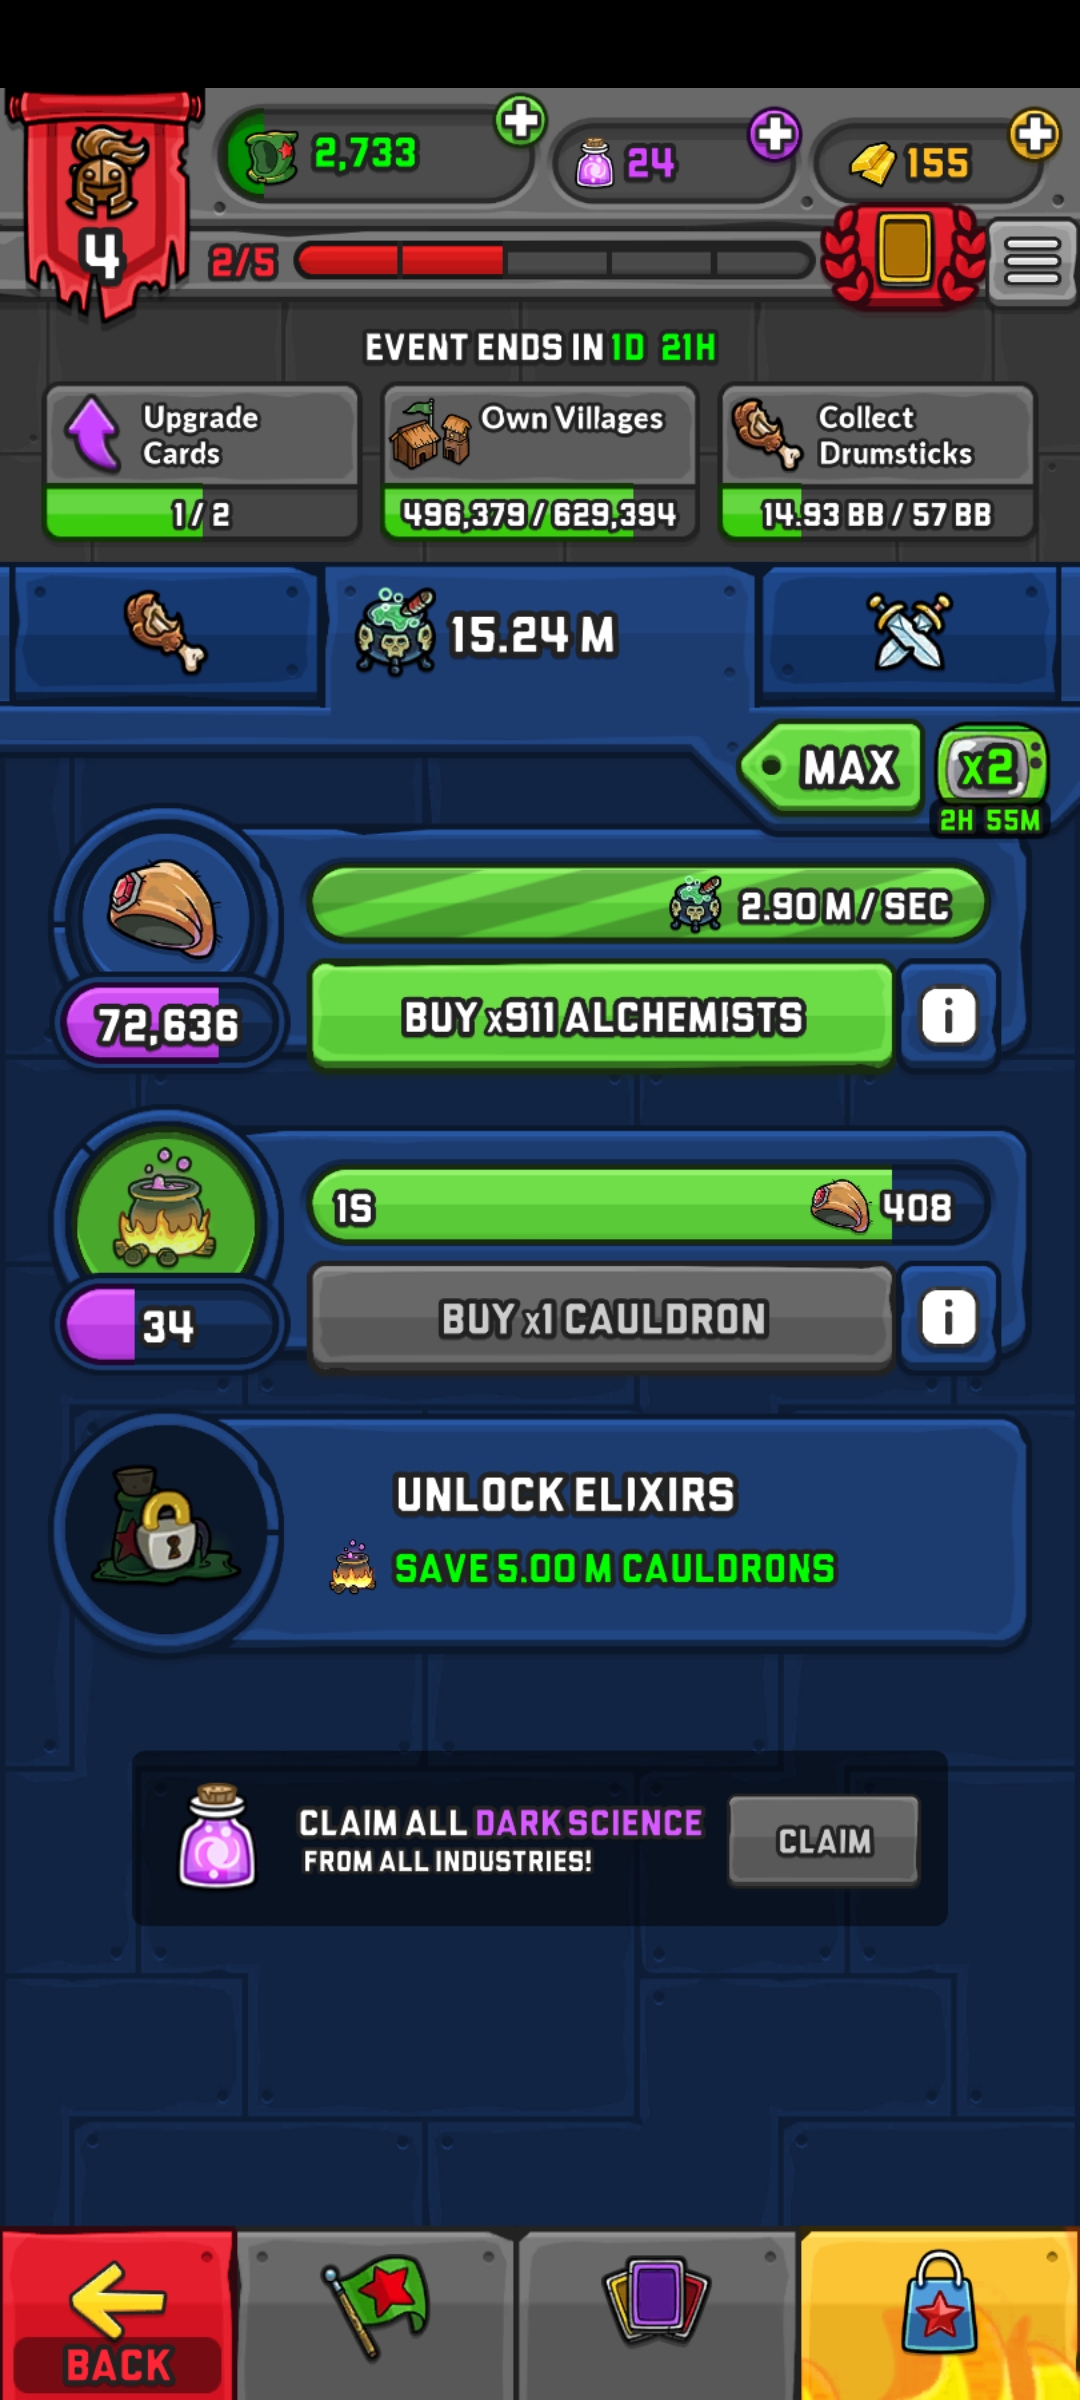 2,733
24
155
4
2/5
EVENT ENDS IN 1D 21H
Upgrade
Cards
1 / 2
Own Villages
496,379 / 629,394
Collect
Drumsticks
14.93 BB / 57 BB
15.24 M
MAX
x2
2H 55M
2.90 M / SEC
72,636
BUY x911 ALCHEMISTS
i
1S
408
34
BUY x1 CAULDRON
i
UNLOCK ELIXIRS
SAVE 5.00 M CAULDRONS
CLAIM ALL DARK SCIENCE
FROM ALL INDUSTRIES!
CLAIM
BACK